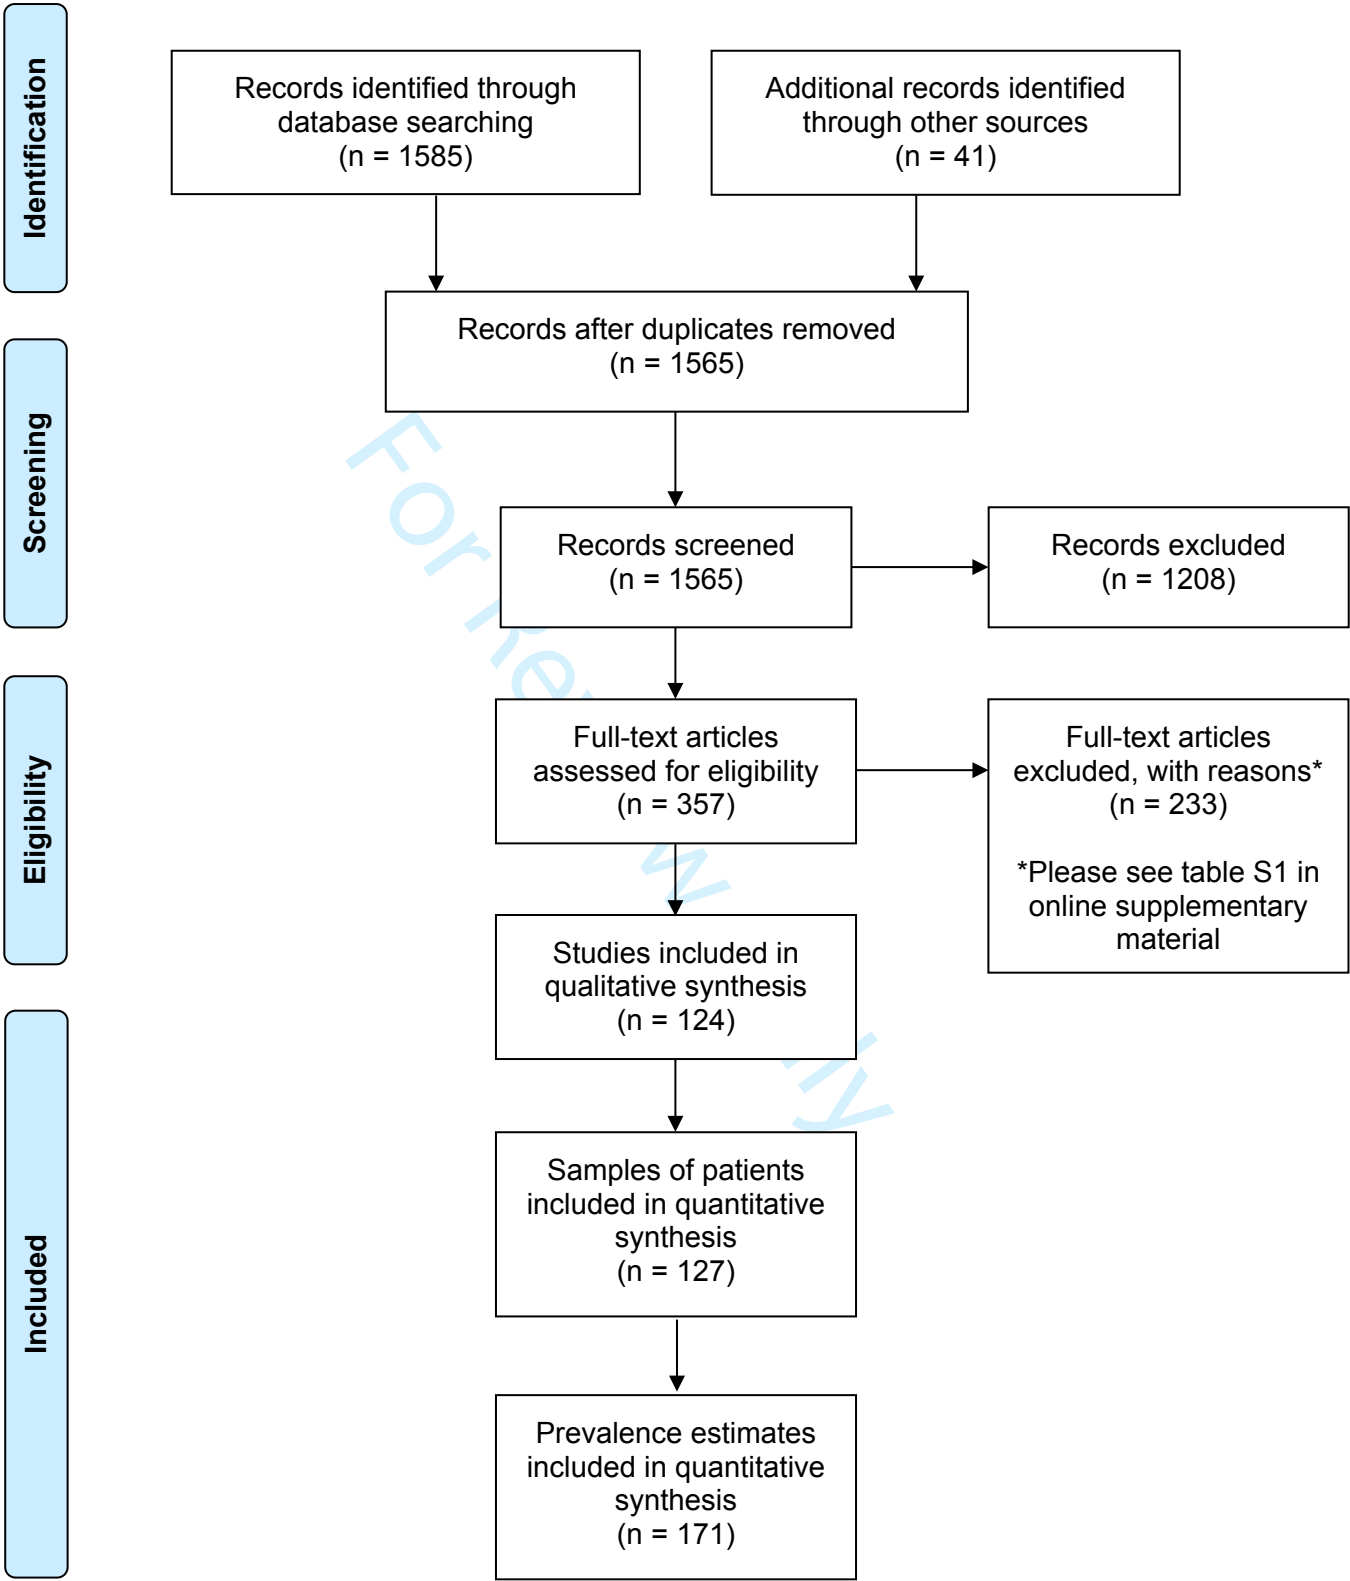 Identification
Records identified through
database searching
(n = 1585)
Additional records identified
through other sources
(n = 41)
Records after duplicates removed
(n = 1565)
Screening
Records screened
(n = 1565)
Records excluded
(n = 1208)
Eligibility
Full-text articles
assessed for eligibility
(n = 357)
Full-text articles
excluded, with reasons*
(n = 233)
*Please see table S1 in
online supplementary
material
Studies included in
qualitative synthesis
(n = 124)
Included
Samples of patients
included in quantitative
synthesis
(n = 127)
Prevalence estimates
included in quantitative
synthesis
(n = 171)
For Rev w ly